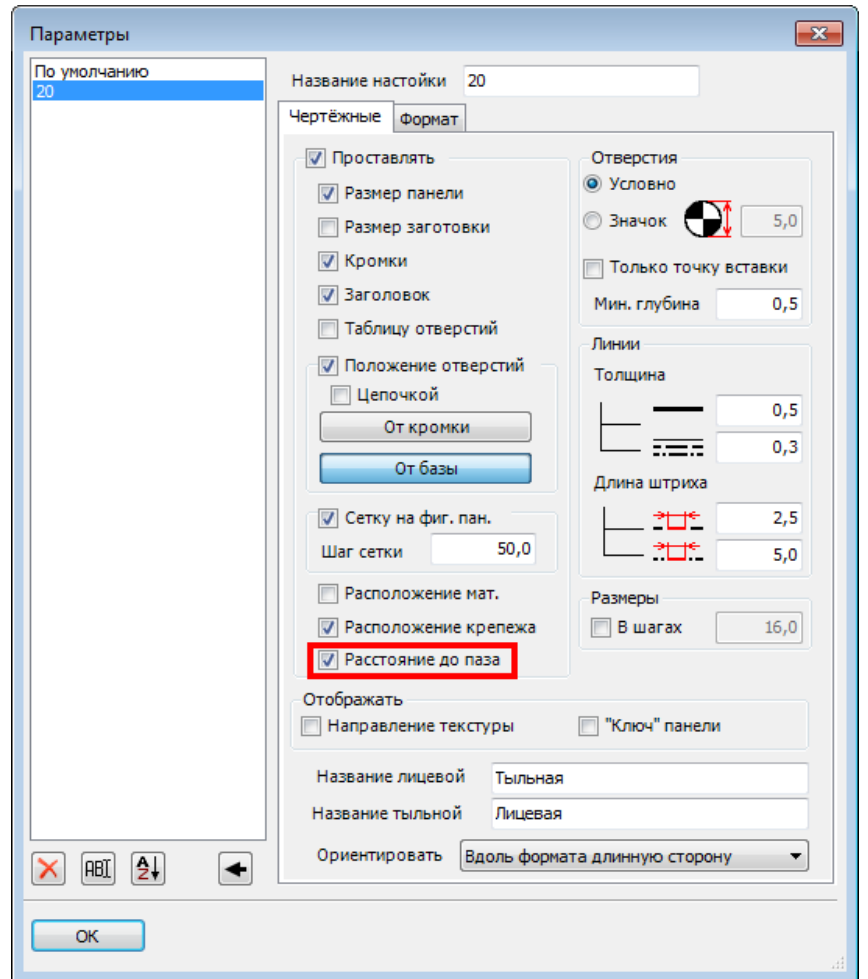 Параметры
По умолчанию
20
Название настойки 20
Чертёжные Формат
Проставлять
Размер панели
Размер заготовки
Кромки
Заголовок
Таблицу отверстий
Положение отверстий
Цепочкой
От кромки
От базы
Сетку на фиг. пан.
Шаг сетки 50,0
Расположение мат.
Расположение крепежа
Расстояние до паза
Отверстия
Условно
Значок 5,0
Только точку вставки
Мин. глубина 0,5
Линии
Толщина
0,5
0,3
Длина штриха
2,5
5,0
Размеры
В шагах 16,0
Отображать
Направление текстуры "Ключ" панели
Название лицевой Тыльная
Название тыльной Лицевая
Ориентировать Вдоль формата длинную сторону
ABI AZ
OK